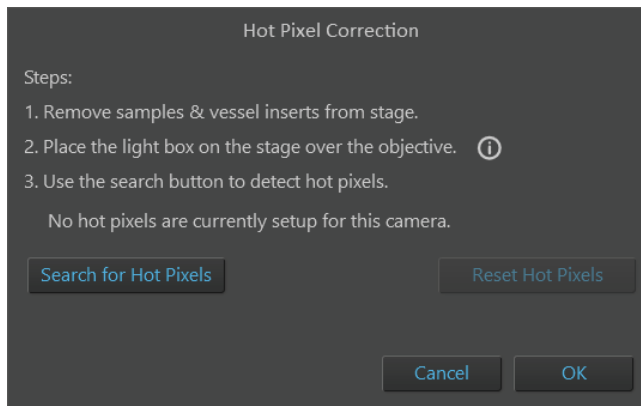 Hot Pixel Correction
Steps:
1. Remove samples & vessel inserts from stage.
2. Place the light box on the stage over the objective.
3. Use the search button to detect hot pixels.
No hot pixels are currently setup for this camera.
Search for Hot Pixels
Reset Hot Pixels
Cancel
OK